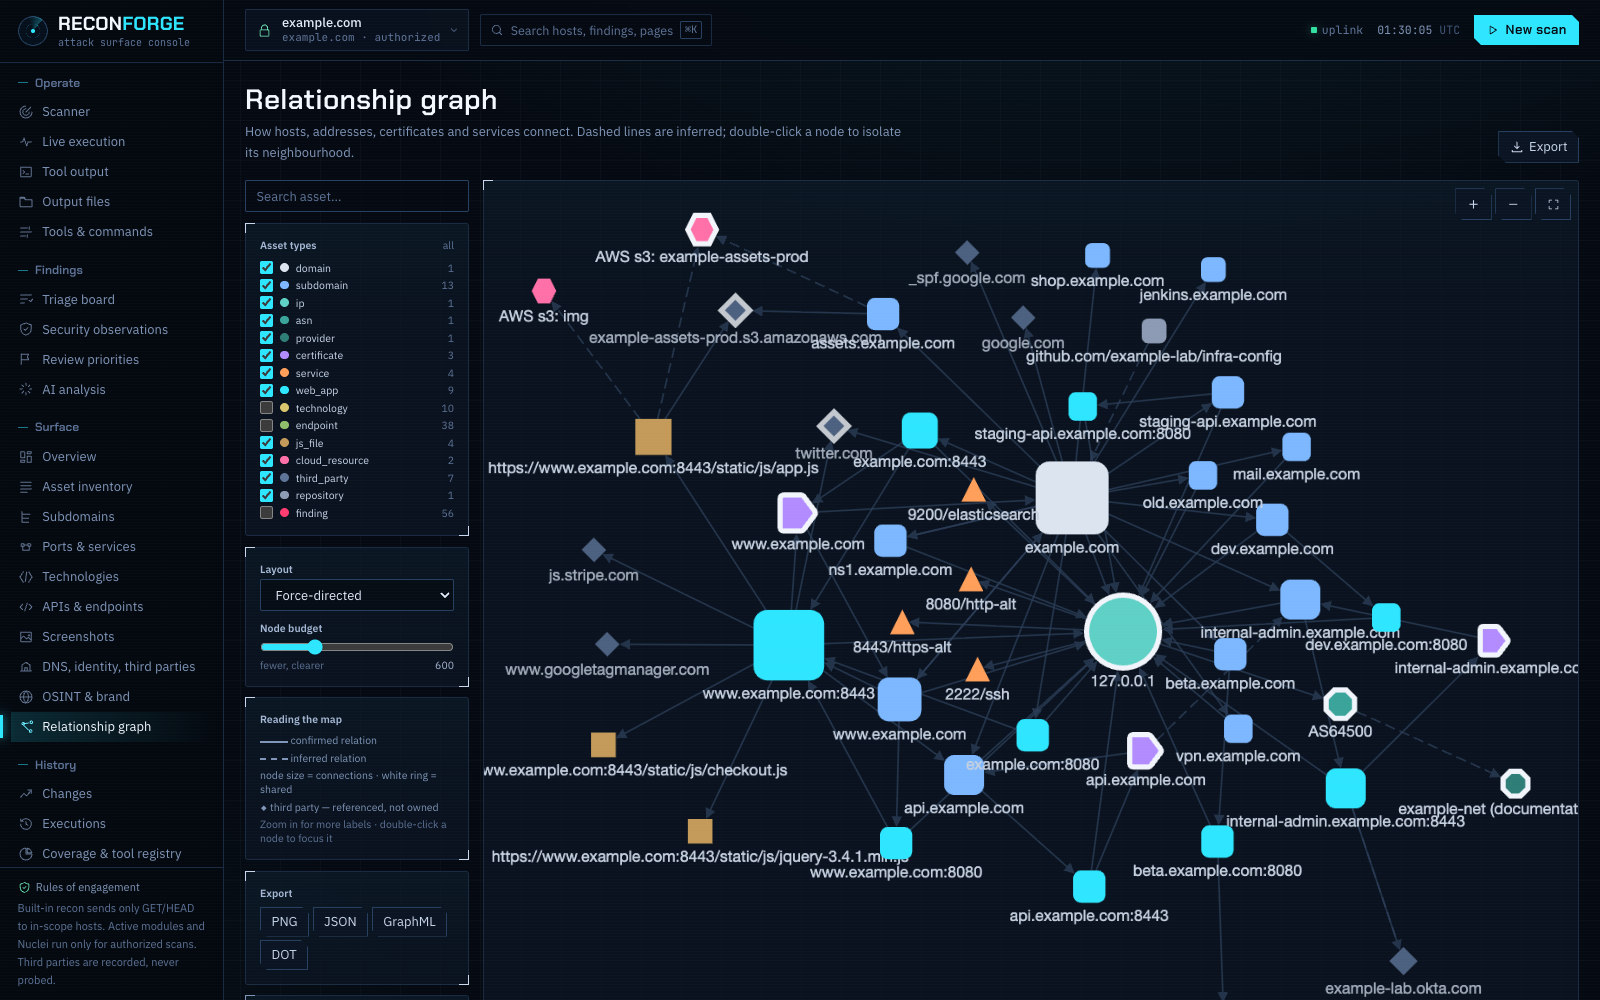 RECONFORGE
attack surface console
example.com
example.com · authorized
Search hosts, findings, pages ⌘K
uplink 01:30:05 UTC
New scan
Operate
Scanner
Live execution
Tool output
Output files
Tools & commands
Findings
Triage board
Security observations
Review priorities
AI analysis
Surface
Overview
Asset inventory
Subdomains
Ports & services
Technologies
APIs & endpoints
Screenshots
DNS, identity, third parties
OSINT & brand
Relationship graph
History
Changes
Executions
Coverage & tool registry
Rules of engagement
Built-in recon sends only GET/HEAD
to in-scope hosts. Active modules and
Nuclei run only for authorized scans.
Third parties are recorded, never
probed.
Relationship graph
How hosts, addresses, certificates and services connect. Dashed lines are inferred; double-click a node to isolate
its neighbourhood.
Export
Search asset...
Asset types all
domain 1
subdomain 13
ip 1
asn 1
provider 1
certificate 3
service 4
web_app 9
technology 10
endpoint 38
js_file 4
cloud_resource 2
third_party 7
repository 1
finding 56
Layout
Force-directed
Node budget
fewer, clearer 600
Reading the map
confirmed relation
inferred relation
node size = connections · white ring =
shared
◆ third party — referenced, not owned
Zoom in for more labels · double-click a
node to focus it
Export
PNG JSON GraphML
DOT
+ −
AWS s3: example-assets-prod
_spf.google.com
shop.example.com
jenkins.example.com
AWS s3: img
example-assets-prod.s3.amazonaws.com
assets.example.com
google.com
github.com/example-lab/infra-config
staging-api.example.com
staging-api.example.com:8080
twitter.com
example.com:8443
https://www.example.com:8443/static/js/app.js
mail.example.com
old.example.com
9200/elasticsearch
www.example.com
example.com
dev.example.com
ns1.example.com
js.stripe.com
8080/http-alt
internal-admin.example.com
dev.example.com:8080
8443/https-alt
internal-admin.example.co
www.googletagmanager.com
127.0.0.1
beta.example.com
www.example.com:8443
2222/ssh
AS64500
www.example.com
vpn.example.com
example.com:8080
ww.example.com:8443/static/js/checkout.js
api.example.com
api.example.com
example-net (documentat
internal-admin.example.com:8443
https://www.example.com:8443/static/js/jquery-3.4.1.min.js
www.example.com:8080
beta.example.com:8080
api.example.com:8443
example-lab.okta.com